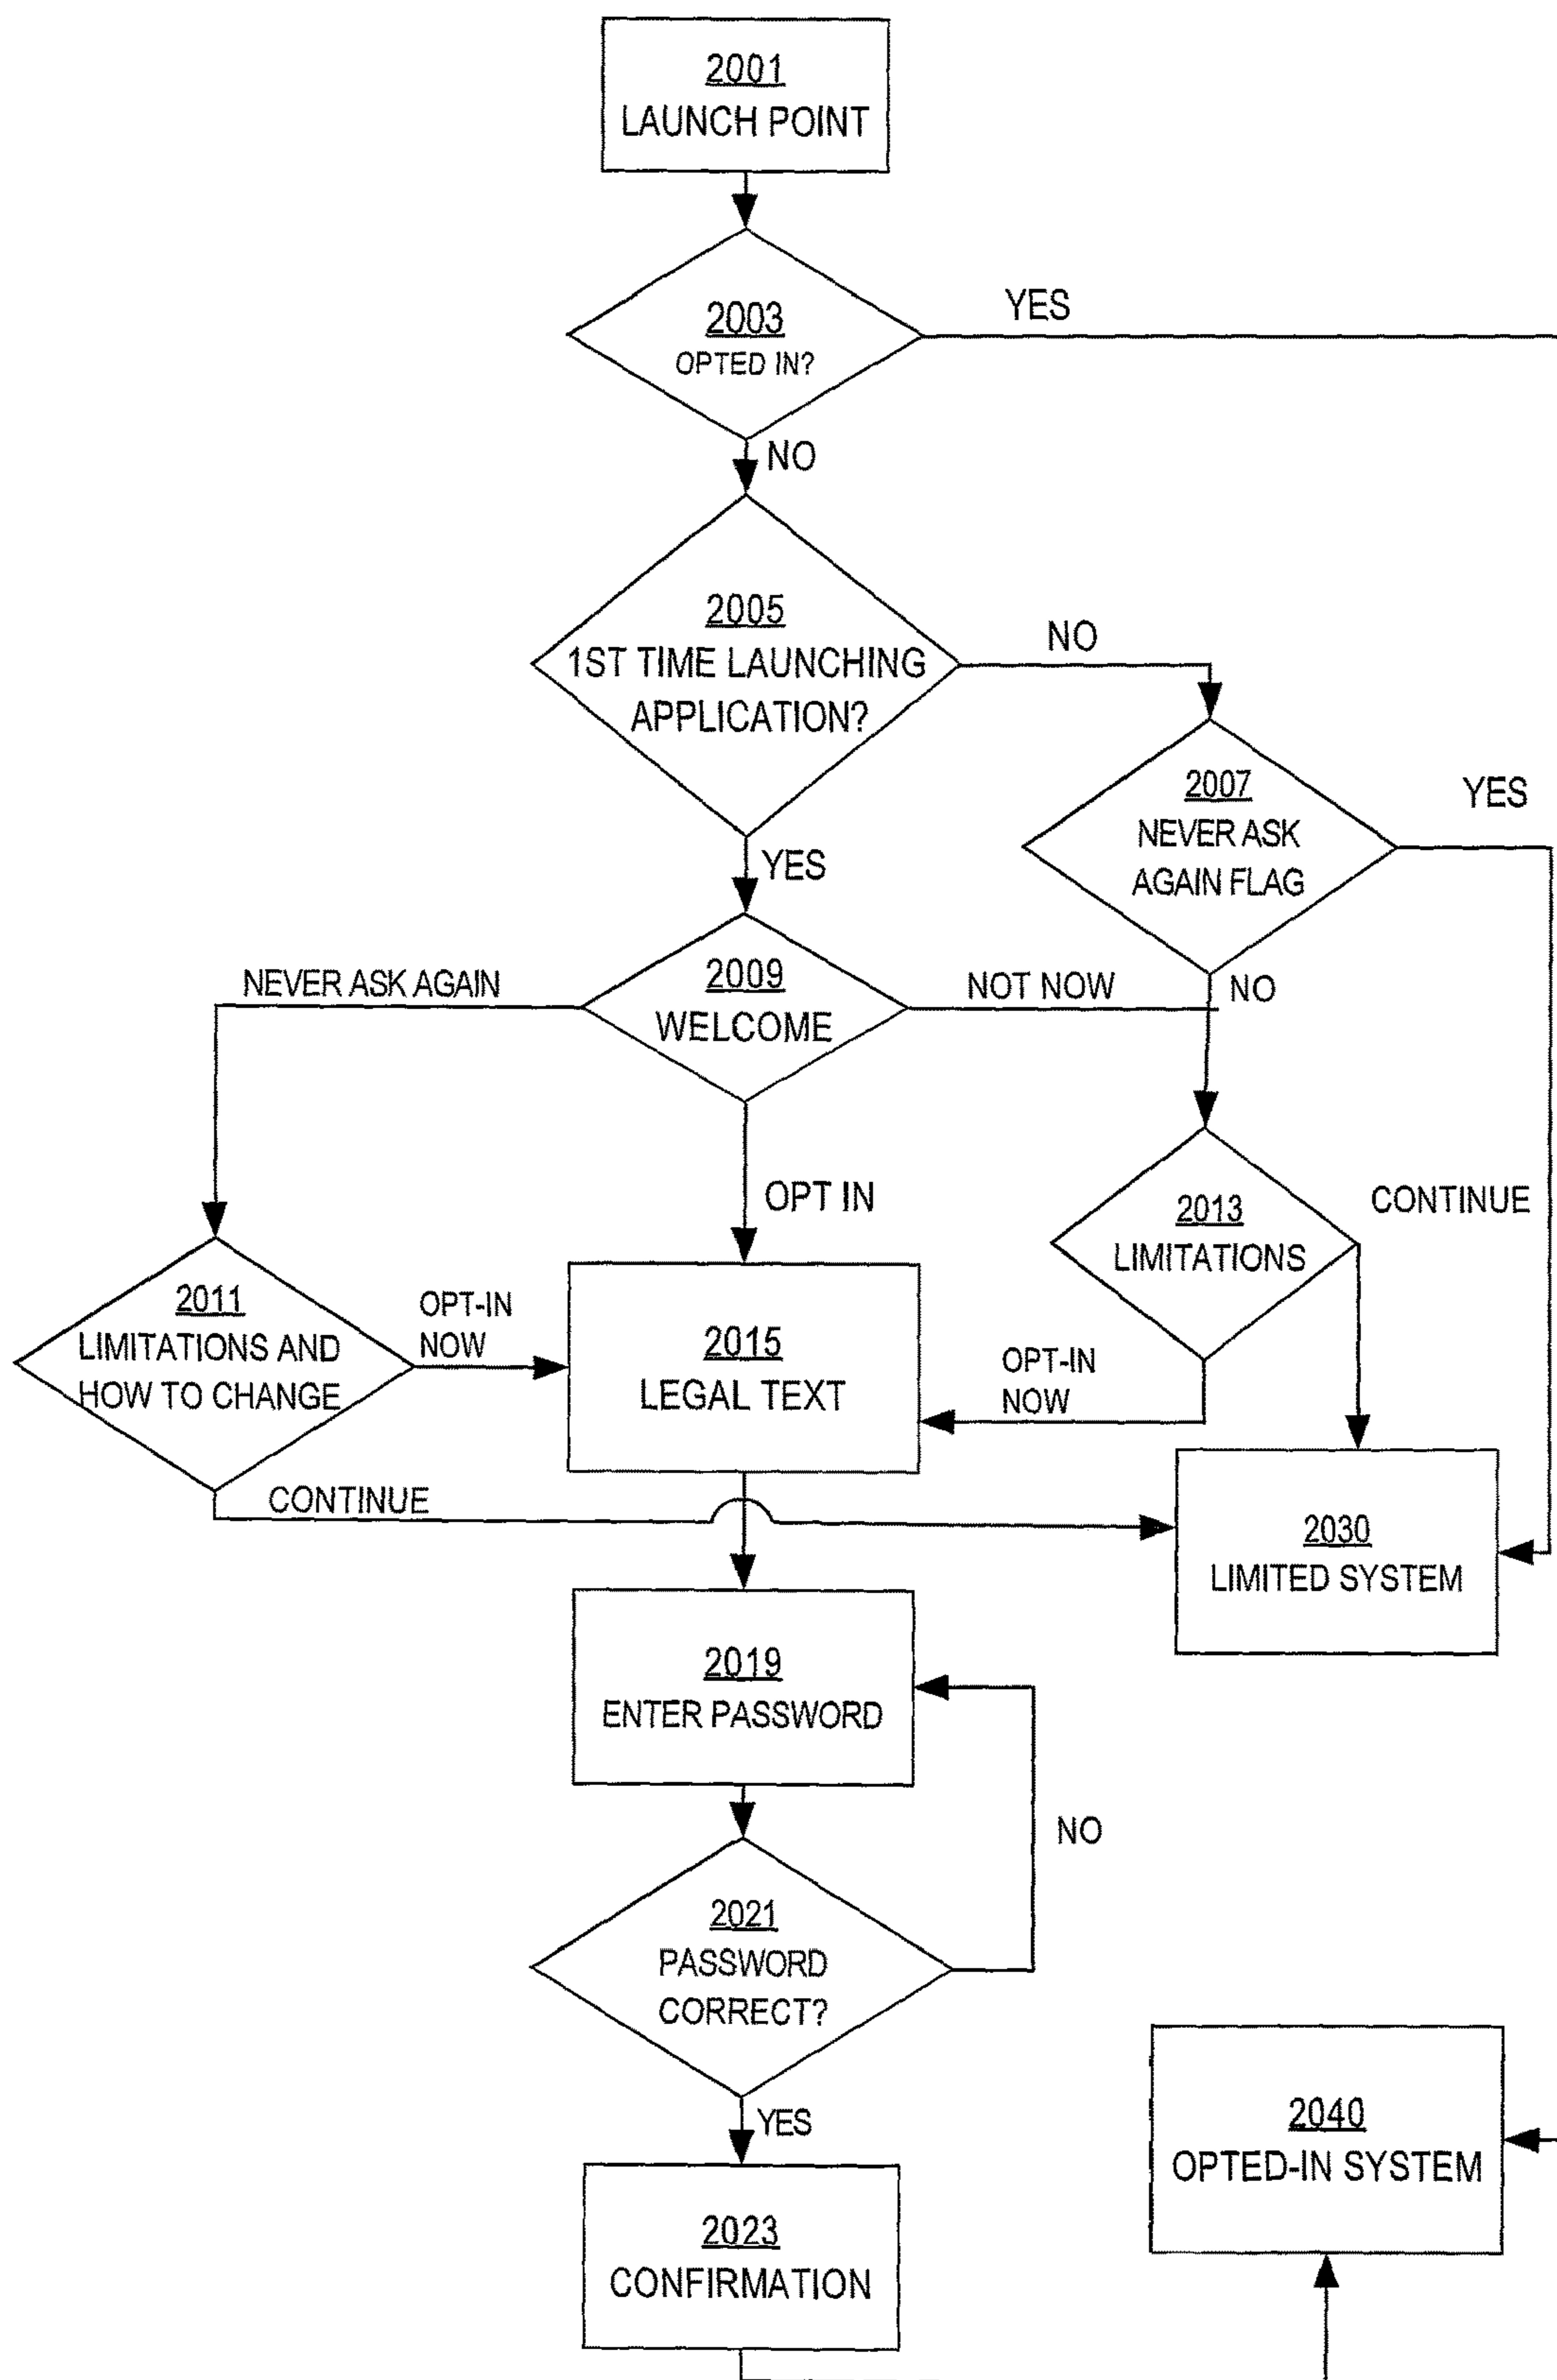 2001
LAUNCH POINT
2003
OPTED IN?
YES
NO
2005
1ST TIME LAUNCHING
APPLICATION?
NO
2007
NEVER ASK
AGAIN FLAG
YES
YES
NEVER ASK AGAIN
2009
WELCOME
NOT NOW
NO
OPT IN
2013
LIMITATIONS
CONTINUE
2011
LIMITATIONS AND
HOW TO CHANGE
OPT-IN
NOW
2015
LEGAL TEXT
OPT-IN
NOW
CONTINUE
2030
LIMITED SYSTEM
2019
ENTER PASSWORD
NO
2021
PASSWORD
CORRECT?
YES
2040
OPTED-IN SYSTEM
2023
CONFIRMATION